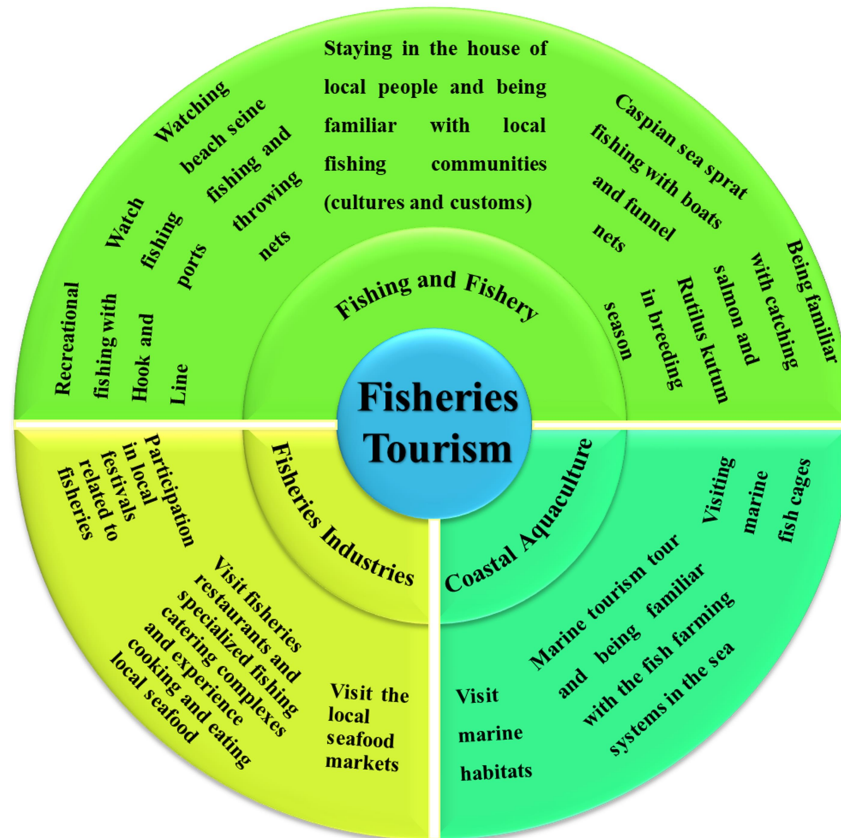 Staying in the house of
local people and being
familiar with local
fishing communities
(cultures and customs)
Watching
beach seine
fishing and
throwing
nets
Watch
fishing
ports
Recreational
fishing with
Hook and
Line
Caspian sea sprat
fishing with boats
and funnel
nets
Being familiar
with catching
salmon and
Rutilus kutum
in breeding
season
Fishing and Fishery
Fisheries
Tourism
Fisheries Industries
Coastal Aquaculture
Participation
in local
festivals
related to
fisheries
Visit fisheries
restaurants and
specialized fishing
catering complexes
and experience
cooking and eating
local seafood
Visit the
local
seafood
markets
Visiting
marine
fish cages
Marine tourism tour
and being familiar
with the fish farming
systems in the sea
Visit
marine
habitats